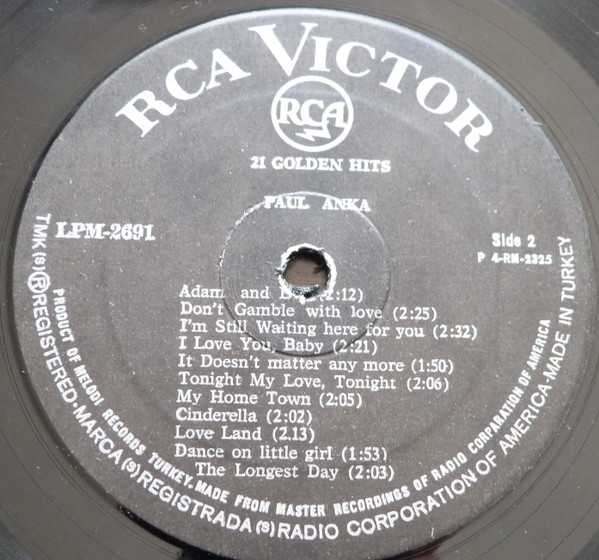 RCA VICTOR
RCA
21 GOLDEN HITS
PAUL ANKA
LPM-2691
Side 2
P 4-RM-2325
Adam and (2:12)
Don't Gamble with love (2:25)
I'm Still Waiting here for you (2:32)
I Love You, Baby (2:21)
It Doesn't matter any more (1:50)
Tonight My Love, Tonight (2:06)
My Home Town (2:05)
Cinderella (2:02)
Love Land (2.13)
Dance on little girl (1:53)
The Longest Day (2:03)
PRODUCT OF MELODI RECORDS TURKEY. MADE FROM MASTER RECORDINGS OF RADIO CORPARATION OF AMERICA
TMK (s) ® REGISTERED-MARCA (s) REGISTRADA (s) RADIO CORPORATION OF AMERICA-MADE IN TURKEY